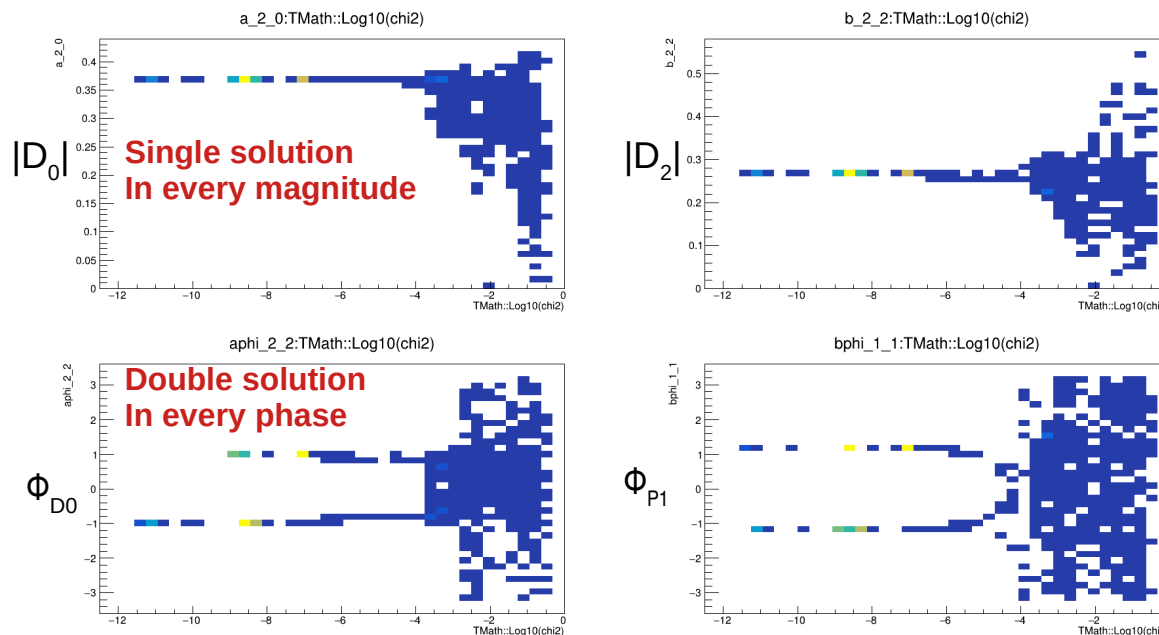 a_2_0:TMath::Log10(chi2)
a_2_0
0.4
0.35
0.3
0.25
0.2
0.15
0.1
0.05
0
−12
−10
−8
−6
−4
−2
0
TMath::Log10(chi2)
|D0|
Single solution
In every magnitude
b_2_2:TMath::Log10(chi2)
b_2_2
0.5
0.4
0.3
0.2
0.1
0
−12
−10
−8
−6
−4
−2
TMath::Log10(chi2)
|D2|
aphi_2_2:TMath::Log10(chi2)
aphi_2_2
3
2
1
0
−1
−2
−3
−12
−10
−8
−6
−4
−2
0
TMath::Log10(chi2)
ΦD0
Double solution
In every phase
bphi_1_1:TMath::Log10(chi2)
bphi_1_1
3
2
1
0
−1
−2
−3
−12
−10
−8
−6
−4
−2
TMath::Log10(chi2)
ΦP1